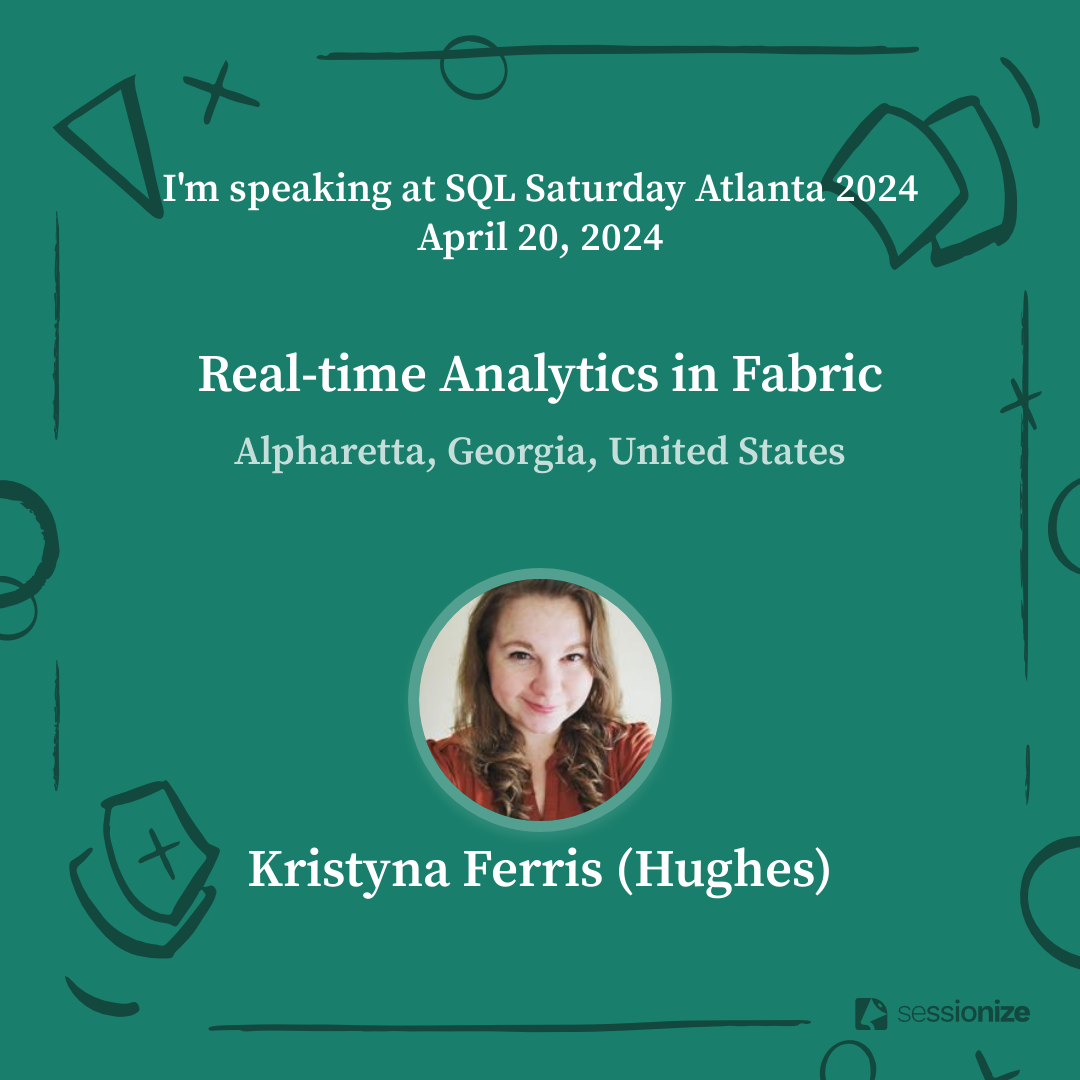 I'm speaking at SQL Saturday Atlanta 2024
April 20, 2024
Real-time Analytics in Fabric
Alpharetta, Georgia, United States
Kristyna Ferris (Hughes)
sessionize